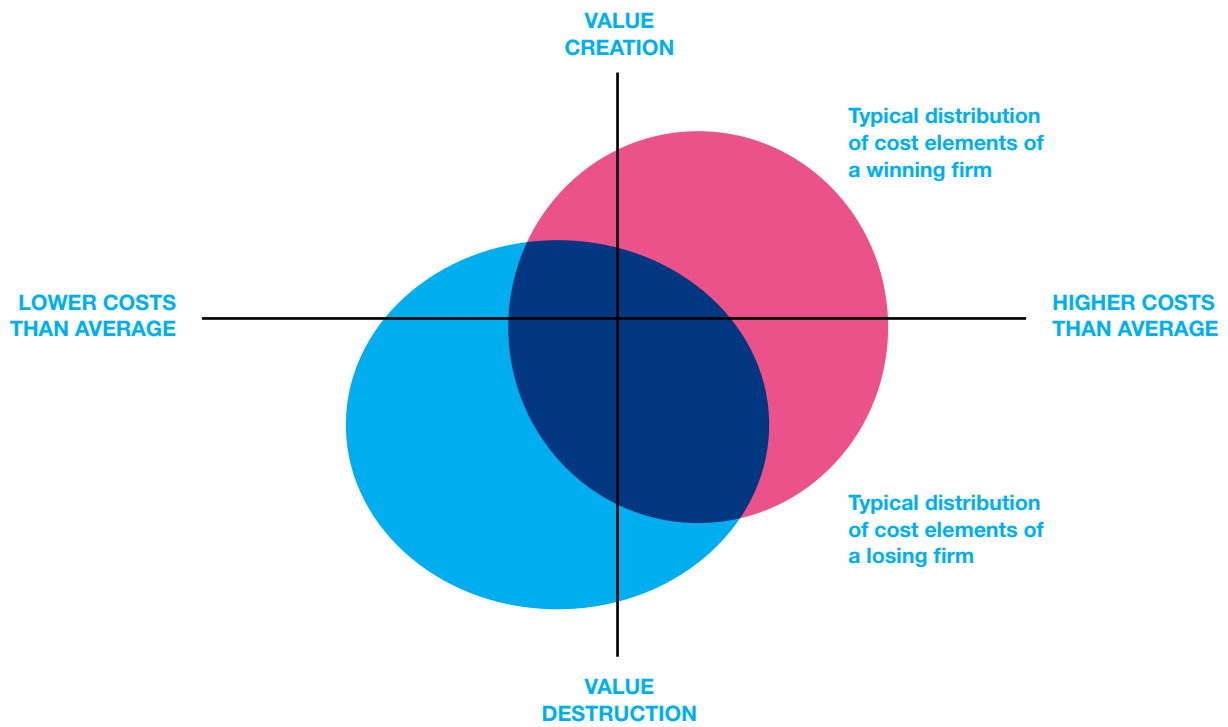 VALUE
CREATION
Typical distribution
of cost elements of
a winning firm
LOWER COSTS
THAN AVERAGE
HIGHER COSTS
THAN AVERAGE
Typical distribution
of cost elements of
a losing firm
VALUE
DESTRUCTION